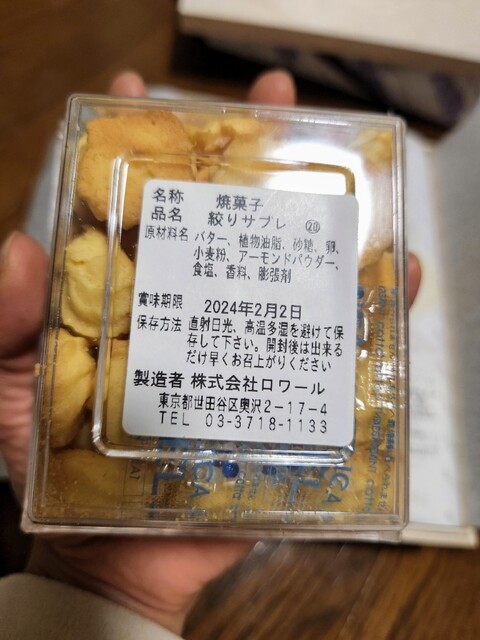 名称 焼菓子
品名 絞りサブレ ⑳
原材料名 バター、植物油脂、砂糖、卵、
小麦粉、アーモンドパウダー、
食塩、香料、膨張剤
賞味期限 2024年2月2日
保存方法 直射日光、高温多湿を避けて保
存して下さい。開封後は出来る
だけ早くお召上がりください
製造者 株式会社ロワール
東京都世田谷区奥沢2-17-4
TEL 03-3718-1133